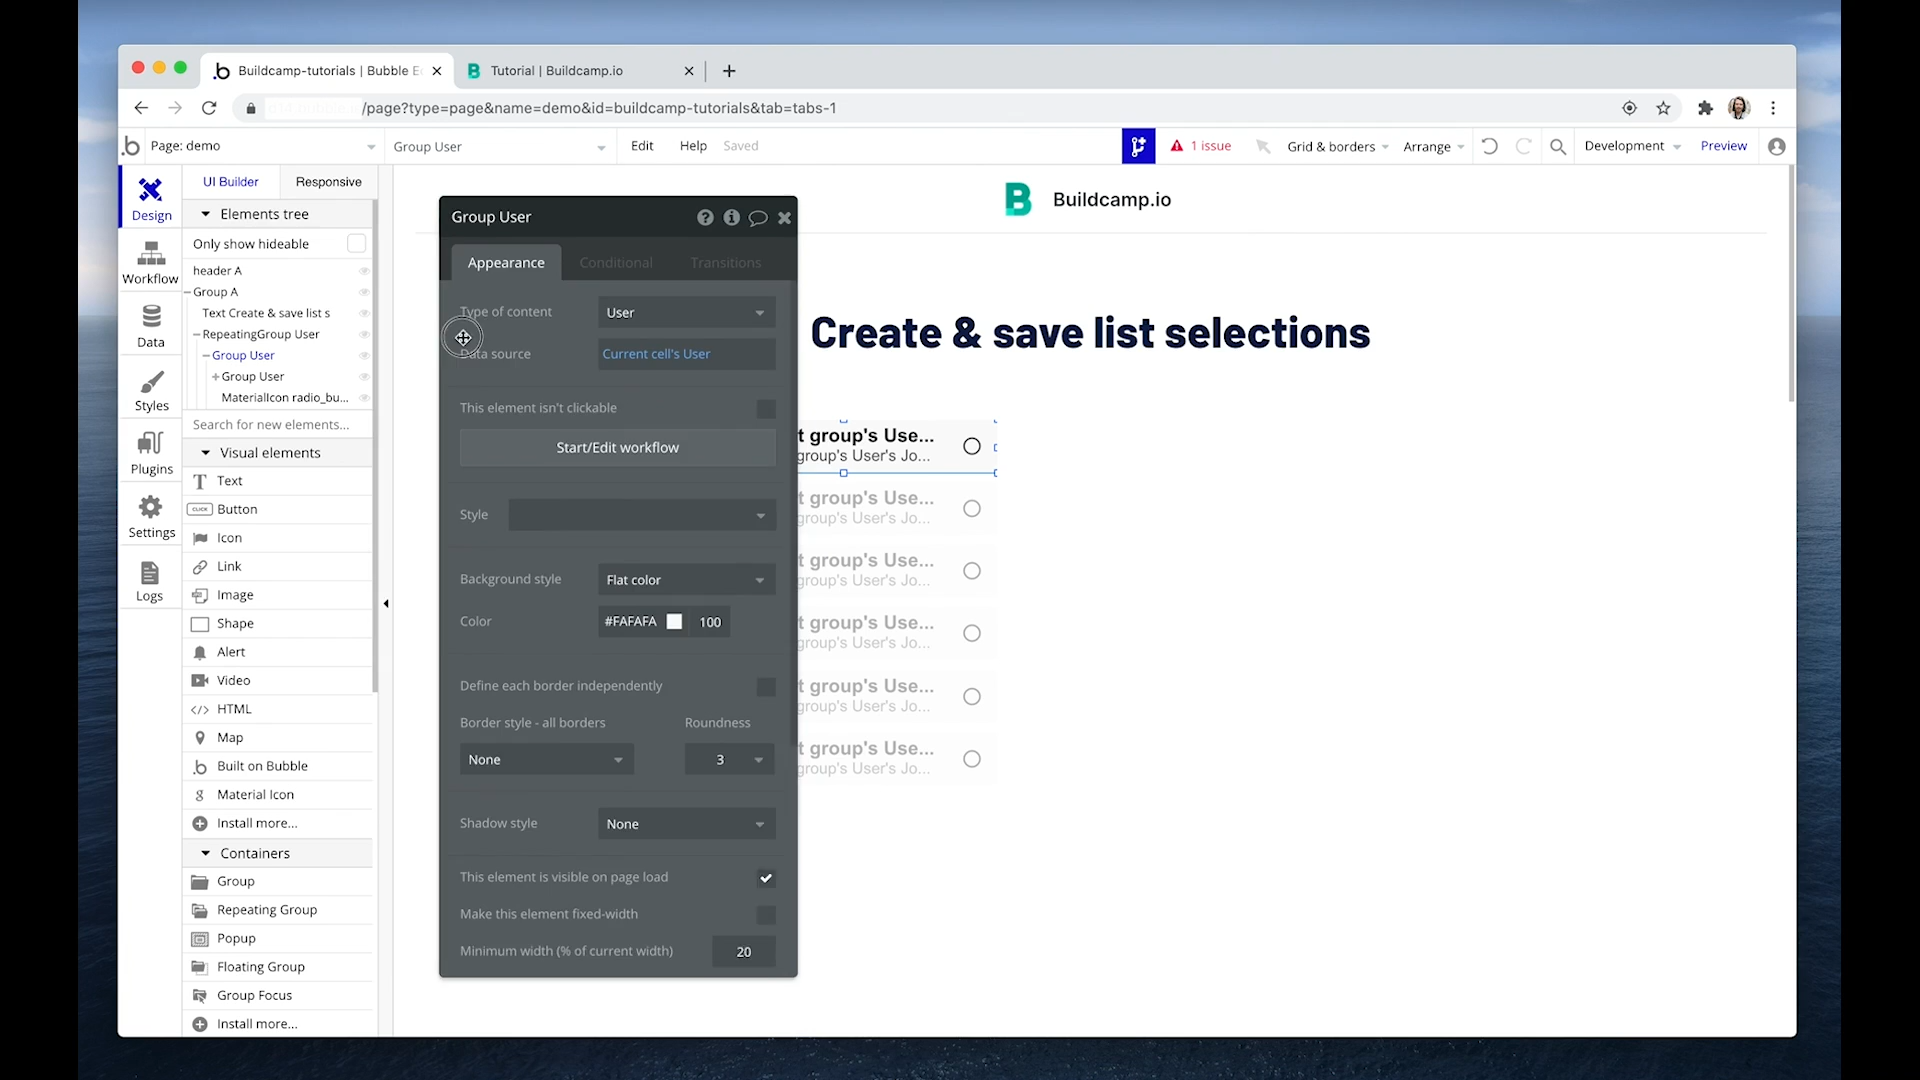 Buildcamp-tutorials | Bubble E
Tutorial | Buildcamp.io
/page?type=page&name=demo&id=buildcamp-tutorials&tab=tabs-1
Page: demo
Group User
Edit
Help
Saved
1 issue
Grid & borders
Arrange
Development
Preview
Design
Workflow
Data
Styles
Plugins
Settings
Logs
UI Builder
Responsive
Elements tree
Only show hideable
header A
Group A
Text Create & save list s
RepeatingGroup User
Group User
Group User
MaterialIcon radio_bu...
Search for new elements...
Visual elements
Text
CLICK Button
Icon
Link
Image
Shape
Alert
Video
HTML
Map
Built on Bubble
Material Icon
Install more...
Containers
Group
Repeating Group
Popup
Floating Group
Group Focus
Install more...
Group User
Appearance
Conditional
Transitions
Type of content
User
Data source
Current cell's User
This element isn't clickable
Start/Edit workflow
Style
Background style
Flat color
Color
#FAFAFA
100
Define each border independently
Border style - all borders
Roundness
None
3
Shadow style
None
This element is visible on page load
Make this element fixed-width
Minimum width (% of current width)
20
Buildcamp.io
Create & save list selections
t group's Use...
group's User's Jo...
t group's Use...
group's User's Jo...
t group's Use...
group's User's Jo...
t group's Use...
group's User's Jo...
t group's Use...
group's User's Jo...
t group's Use...
group's User's Jo...